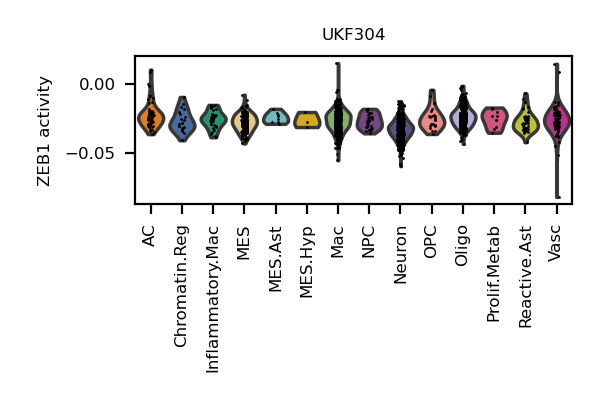 UKF304
ZEB1 activity
0.00
−0.05
AC
Chromatin.Reg
Inflammatory.Mac
MES
MES.Ast
MES.Hyp
Mac
NPC
Neuron
OPC
Oligo
Prolif.Metab
Reactive.Ast
Vasc